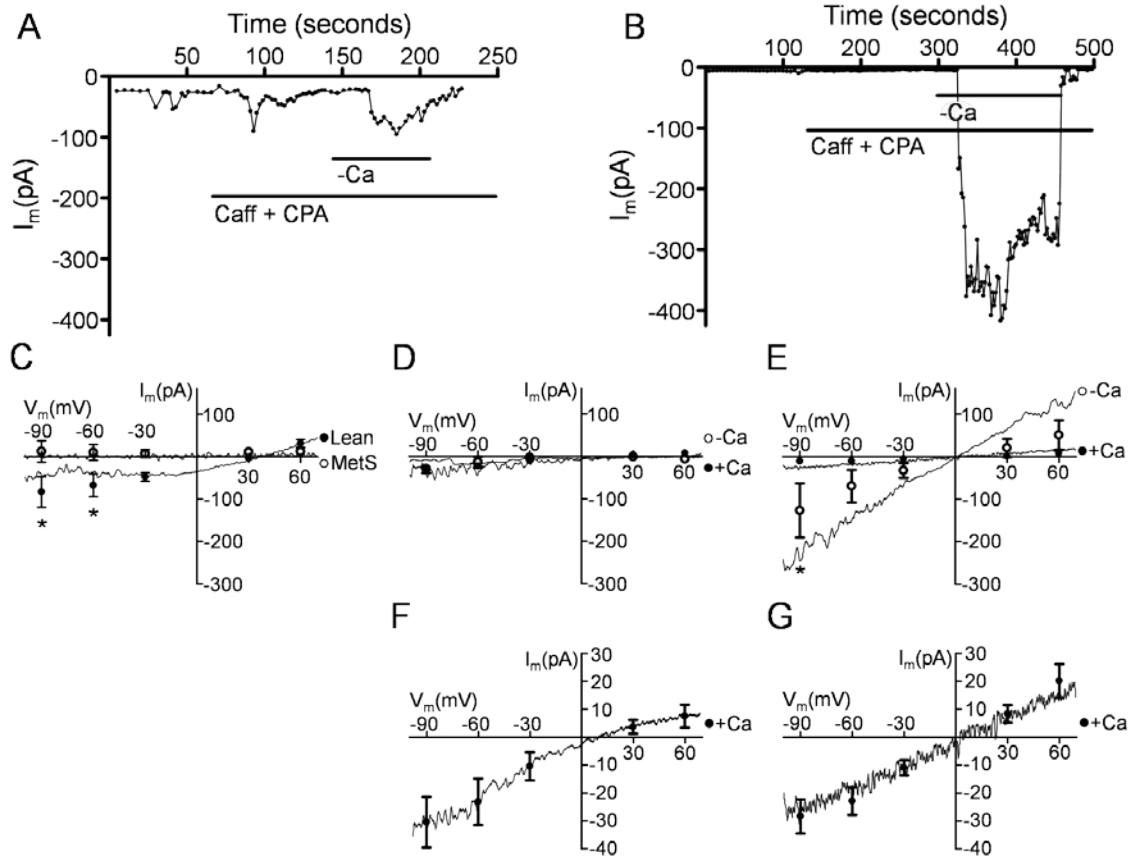 A
Time (seconds)
50 100 150 200 250
0
-100
-200
-300
-400
Im(pA)
-Ca
Caff + CPA
B
Time (seconds)
100 200 300 400 500
0
-100
-200
-300
-400
Im(pA)
-Ca
Caff + CPA
C
Im(pA)
Vm(mV)
-90 -60 -30
30 60
100
-100
-200
-300
Lean
MetS
*
*
D
Im(pA)
Vm(mV)
-90 -60 -30
30 60
100
-100
-200
-300
-Ca
+Ca
E
Im(pA)
Vm(mV)
-90 -60 -30
30 60
100
-100
-200
-300
-Ca
+Ca
*
F
Im(pA)
Vm(mV)
-90 -60 -30
30 60
30
20
10
-10
-20
-30
-40
+Ca
G
Im(pA)
Vm(mV)
-90 -60 -30
30 60
30
20
10
-10
-20
-30
-40
+Ca